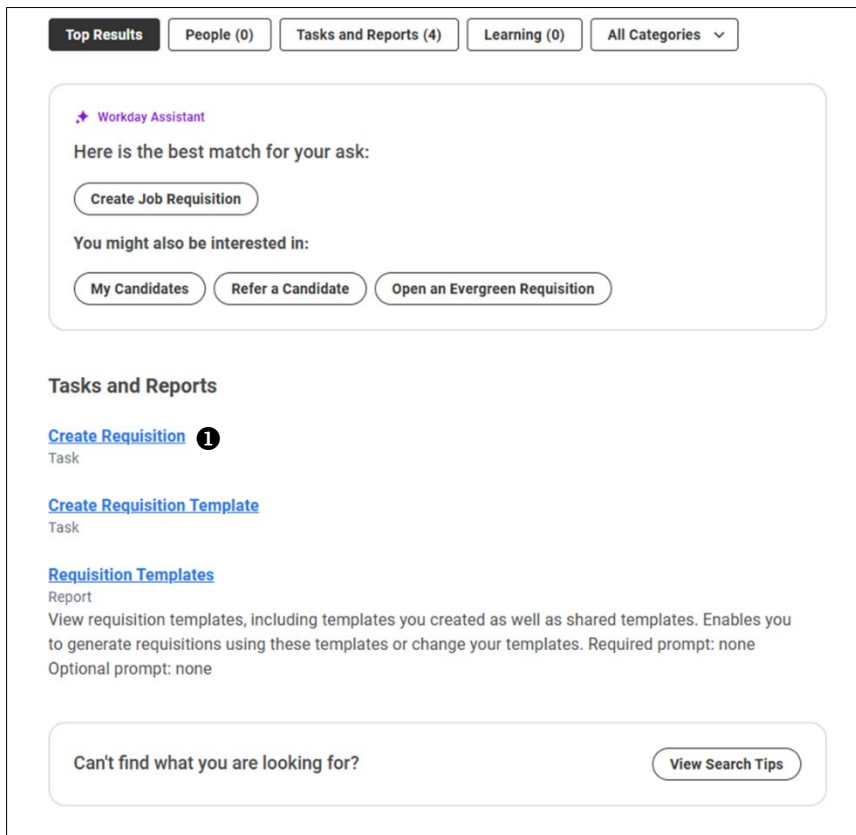 Top Results People (0) Tasks and Reports (4) Learning (0) All Categories
Workday Assistant
Here is the best match for your ask:
Create Job Requisition
You might also be interested in:
My Candidates Refer a Candidate Open an Evergreen Requisition
Tasks and Reports
Create Requisition ❶
Task
Create Requisition Template
Task
Requisition Templates
Report
View requisition templates, including templates you created as well as shared templates. Enables you
to generate requisitions using these templates or change your templates. Required prompt: none
Optional prompt: none
Can't find what you are looking for? View Search Tips